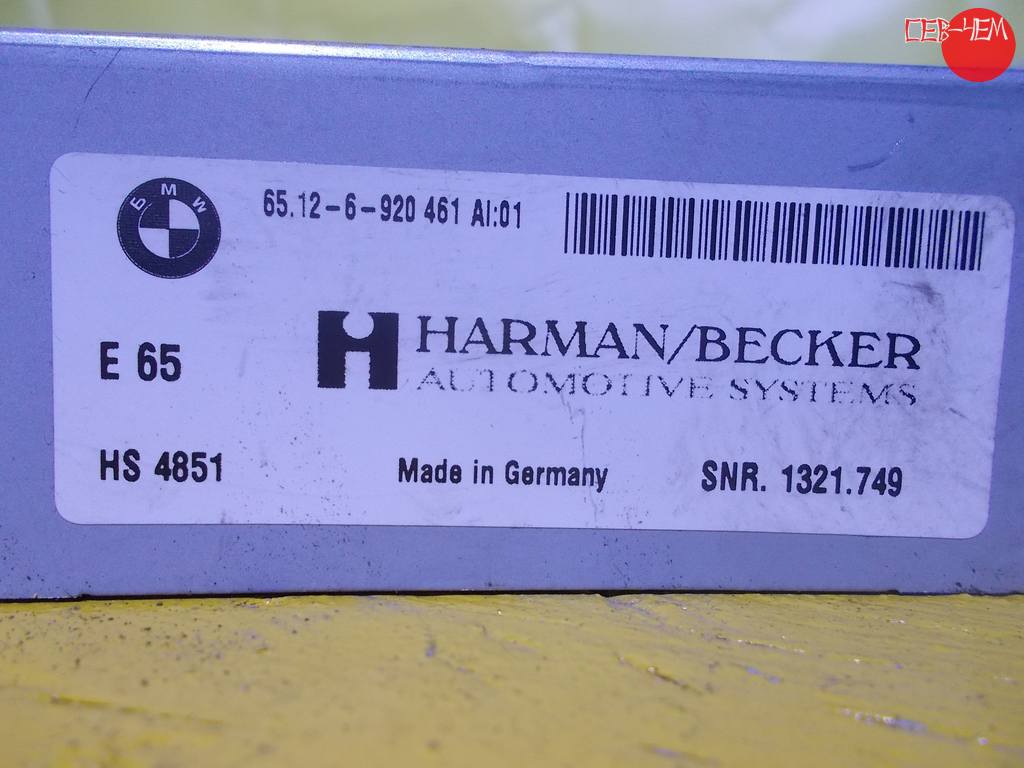 СЕВ-ЧЕМ
BMW
65.12-6-920 461 AI:01
E 65
HARMAN/BECKER
AUTOMOTIVE SYSTEMS
HS 4851
Made in Germany
SNR. 1321.749